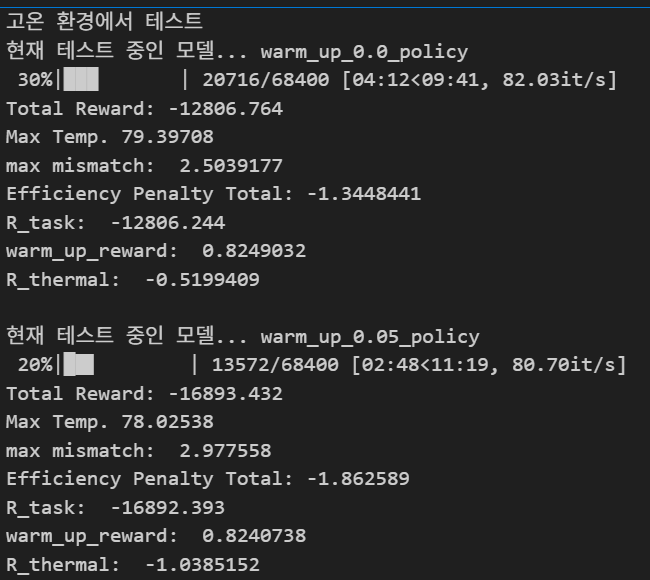 고온 환경에서 테스트
현재 테스트 중인 모델... warm_up_0.0_policy
30%|███       | 20716/68400 [04:12<09:41, 82.03it/s]
Total Reward: -12806.764
Max Temp. 79.39708
max mismatch:  2.5039177
Efficiency Penalty Total: -1.3448441
R_task:  -12806.244
warm_up_reward:  0.8249032
R_thermal:  -0.5199409
현재 테스트 중인 모델... warm_up_0.05_policy
20%|██        | 13572/68400 [02:48<11:19, 80.70it/s]
Total Reward: -16893.432
Max Temp. 78.02538
max mismatch:  2.977558
Efficiency Penalty Total: -1.862589
R_task:  -16892.393
warm_up_reward:  0.8240738
R_thermal:  -1.0385152